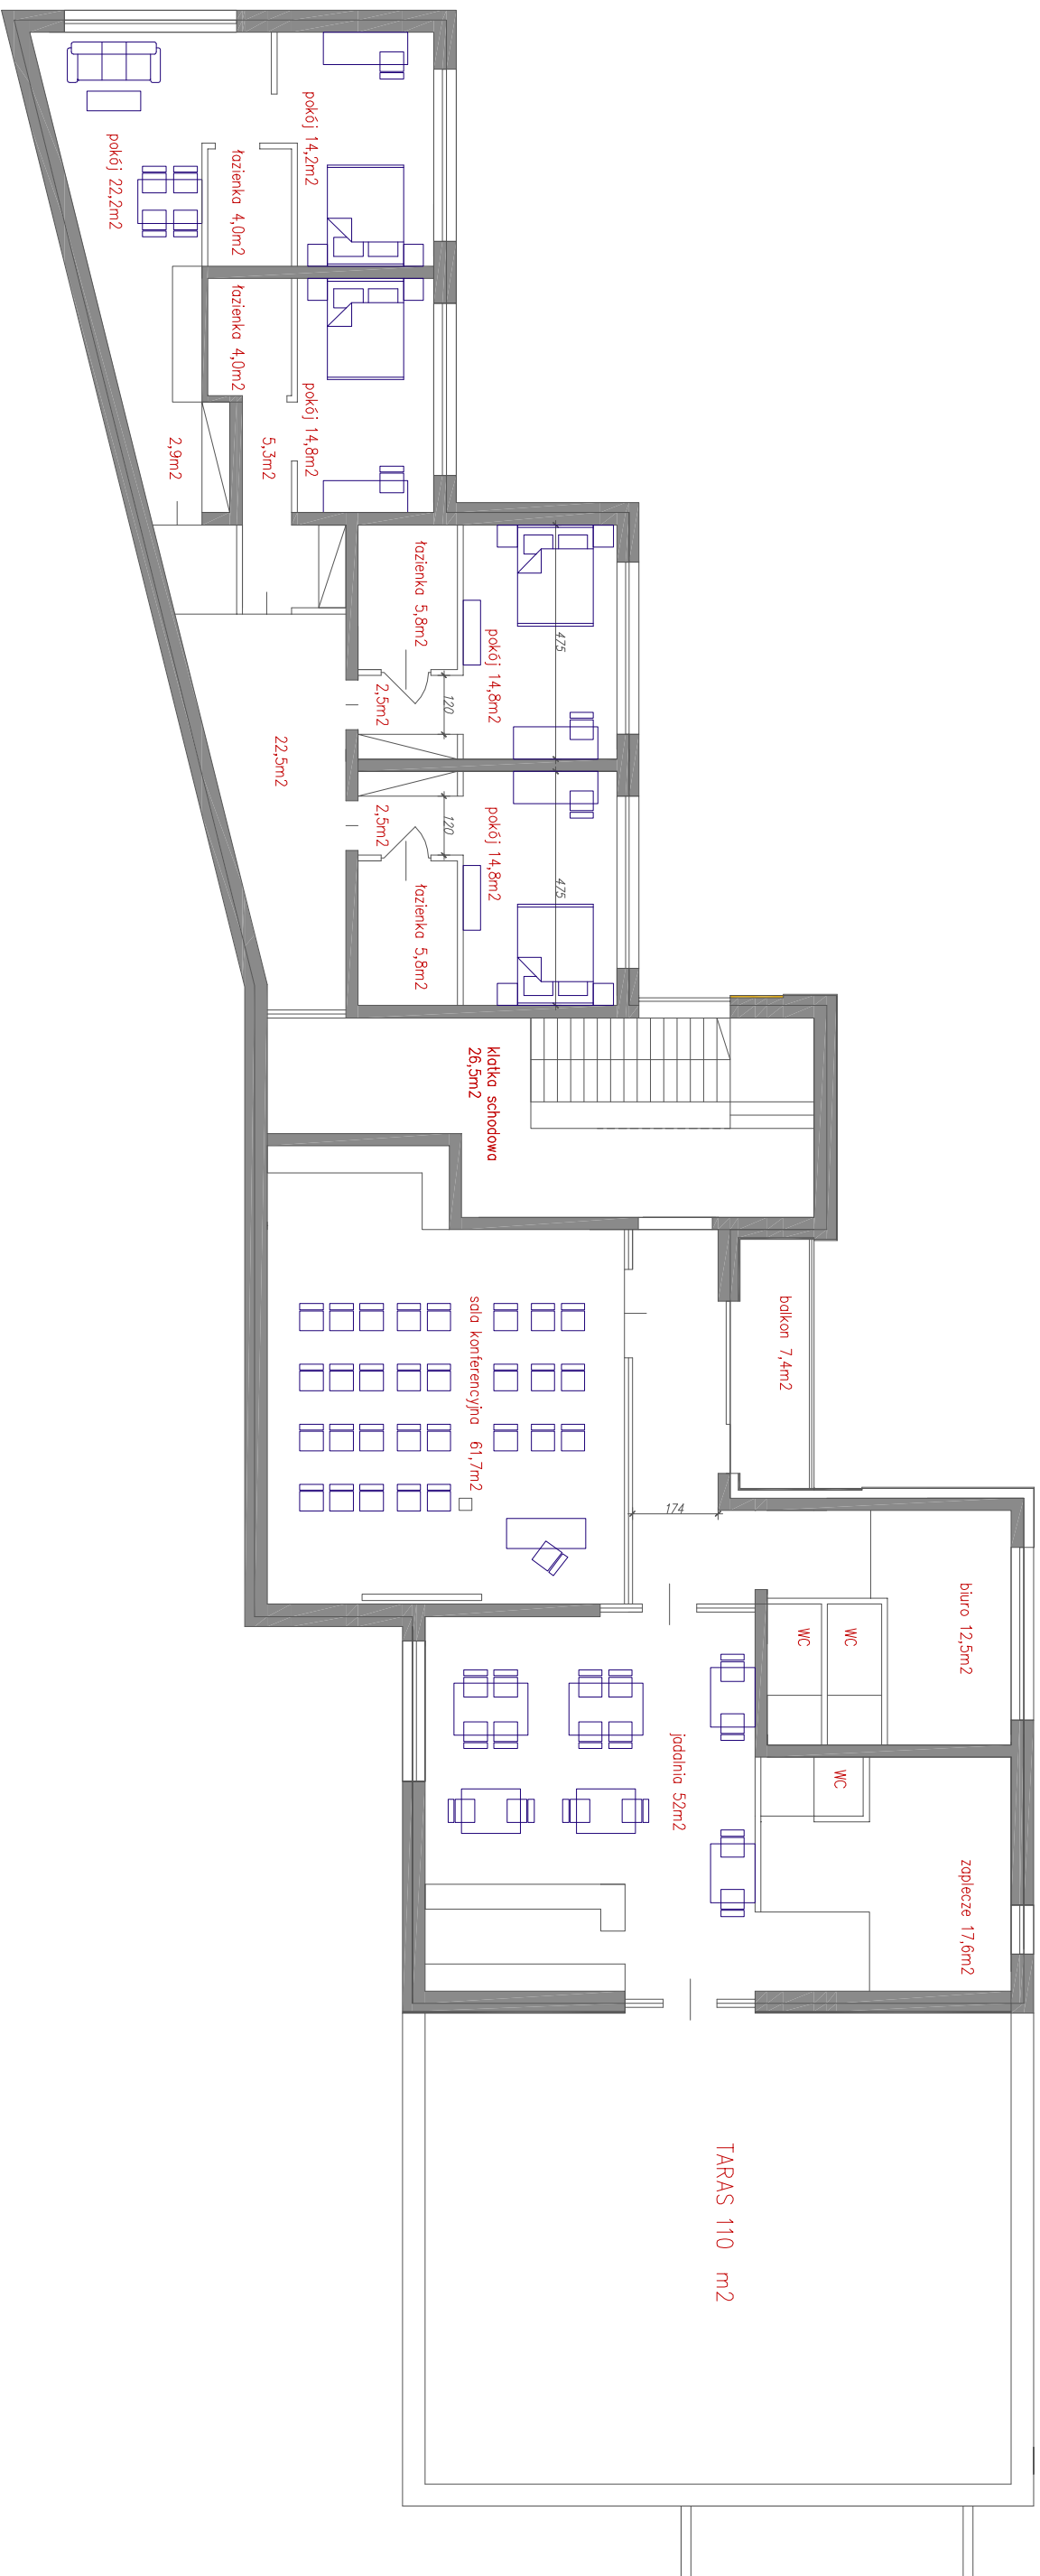 pokój 14,2m2
łazienka 4,0m2
pokój 22,2m2
pokój 14,8m2
łazienka 4,0m2
5,3m2
2,9m2
475
łazienka 5,8m2
pokój 14,8m2
120
2,5m2
22,5m2
475
pokój 14,8m2
120
2,5m2
łazienka 5,8m2
klatka schodowa
26,5m2
balkon 7,4m2
sala konferencyjna 61,7m2
174
biuro 12,5m2
WC
WC
jadalnia 52m2
WC
zaplecze 17,6m2
TARAS 110 m2